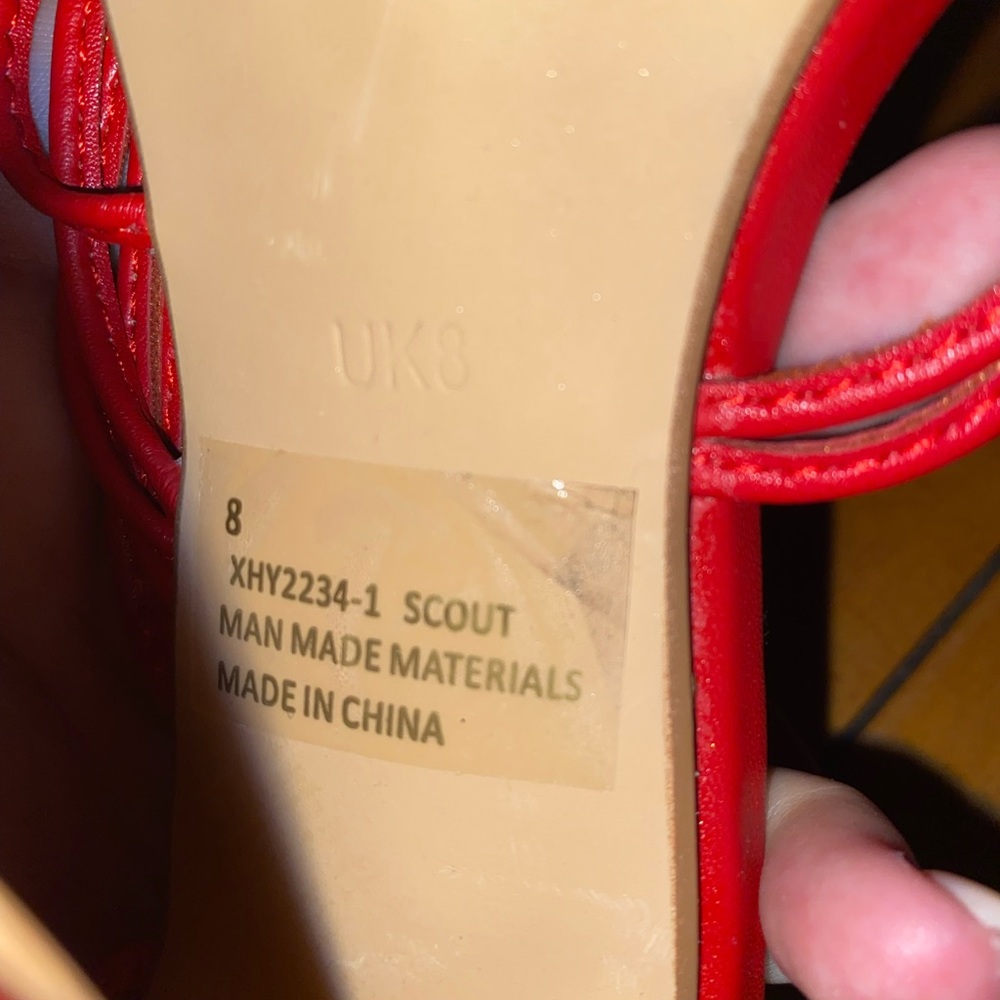 UK8
8
XHY2234-1 SCOUT
MAN MADE MATERIALS
MADE IN CHINA